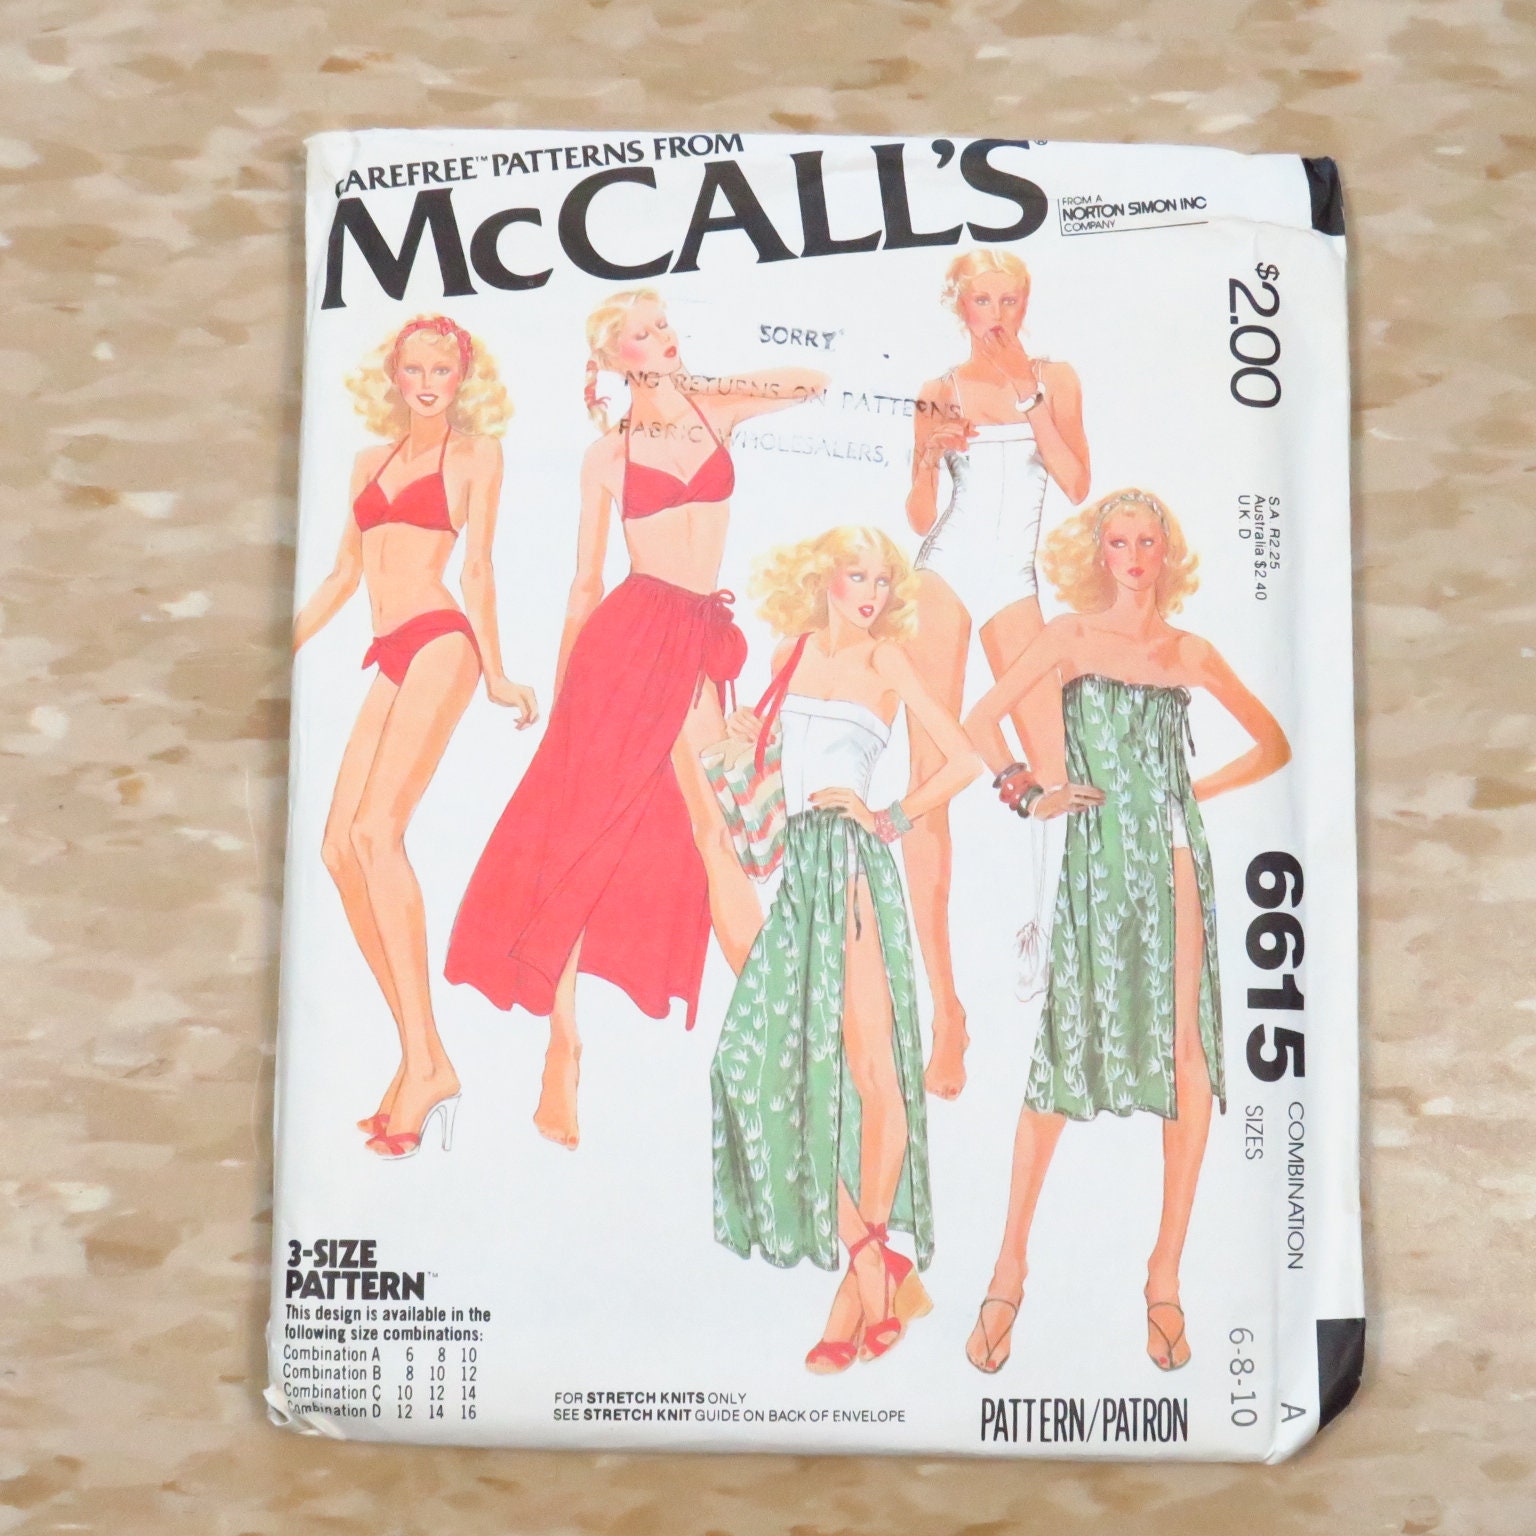 CAREFREE™ PATTERNS FROM
McCALL'S®
FROM A
NORTON SIMON INC
COMPANY
$2.00
SORRY
NO RETURNS ON PATTERNS
FABRIC WHOLESALERS,
S.A. R2.25
Australia $2.40
U K D
6615
COMBINATION
SIZES
A
6-8-10
3-SIZE
PATTERN™
This design is available in the
following size combinations:
Combination A 6 8 10
Combination B 8 10 12
Combination C 10 12 14
Combination D 12 14 16
FOR STRETCH KNITS ONLY
SEE STRETCH KNIT GUIDE ON BACK OF ENVELOPE
PATTERN/PATRON